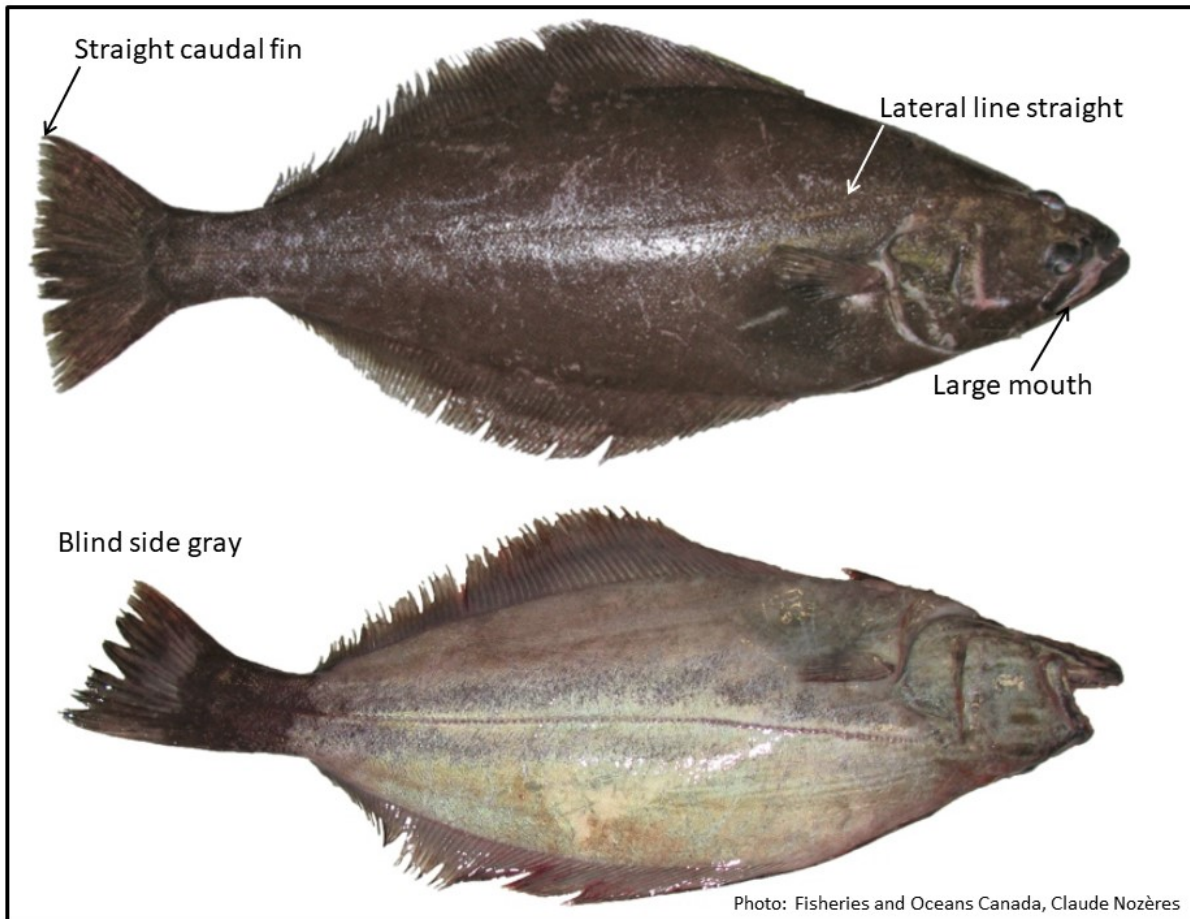 Straight caudal fin
Lateral line straight
Large mouth
Blind side gray
Photo: Fisheries and Oceans Canada, Claude Nozères